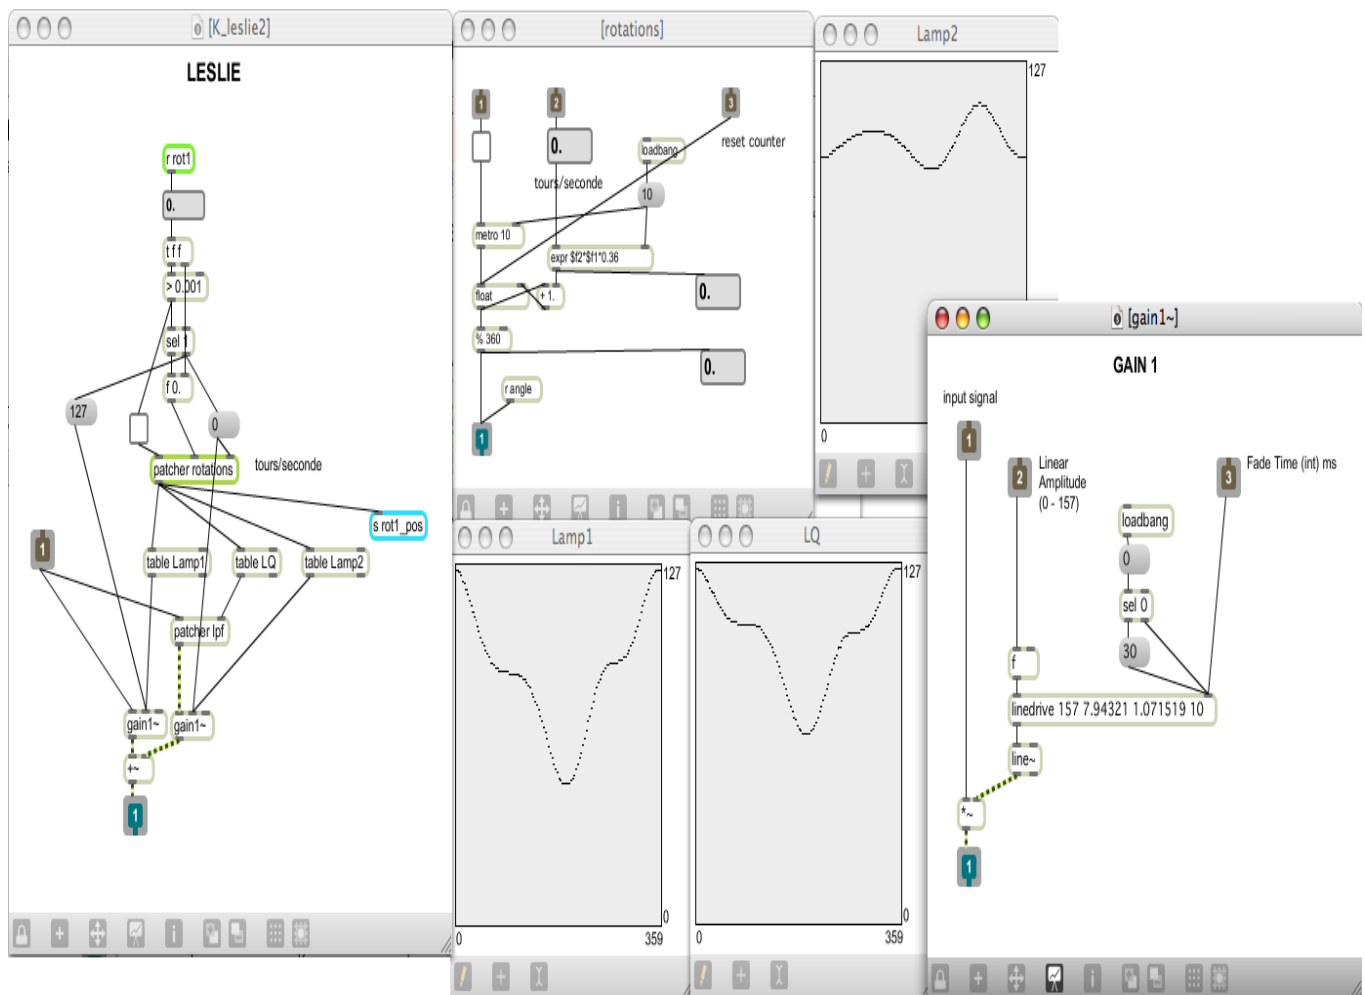 [K_leslie2]
LESLIE
r rot1
0.
t f f
> 0.001
sel 1
f 0.
127
0
patcher rotations
tours/seconde
s rot1_pos
1
table Lamp1
table LQ
table Lamp2
patcher lpf
gain1~
gain1~
+~
1
[rotations]
1
2
3
0.
loadbang
reset counter
tours/seconde
10
metro 10
expr $f2*$f1*0.36
0.
float
+ 1.
% 360
0.
r angle
1
Lamp2
127
0
Lamp1
127
0
0
359
LQ
127
0
0
359
[gain1~]
GAIN 1
input signal
1
2
Linear
Amplitude
(0 - 157)
3
Fade Time (int) ms
loadbang
0
sel 0
30
f
linedrive 157 7.94321 1.071519 10
line~
*~
1